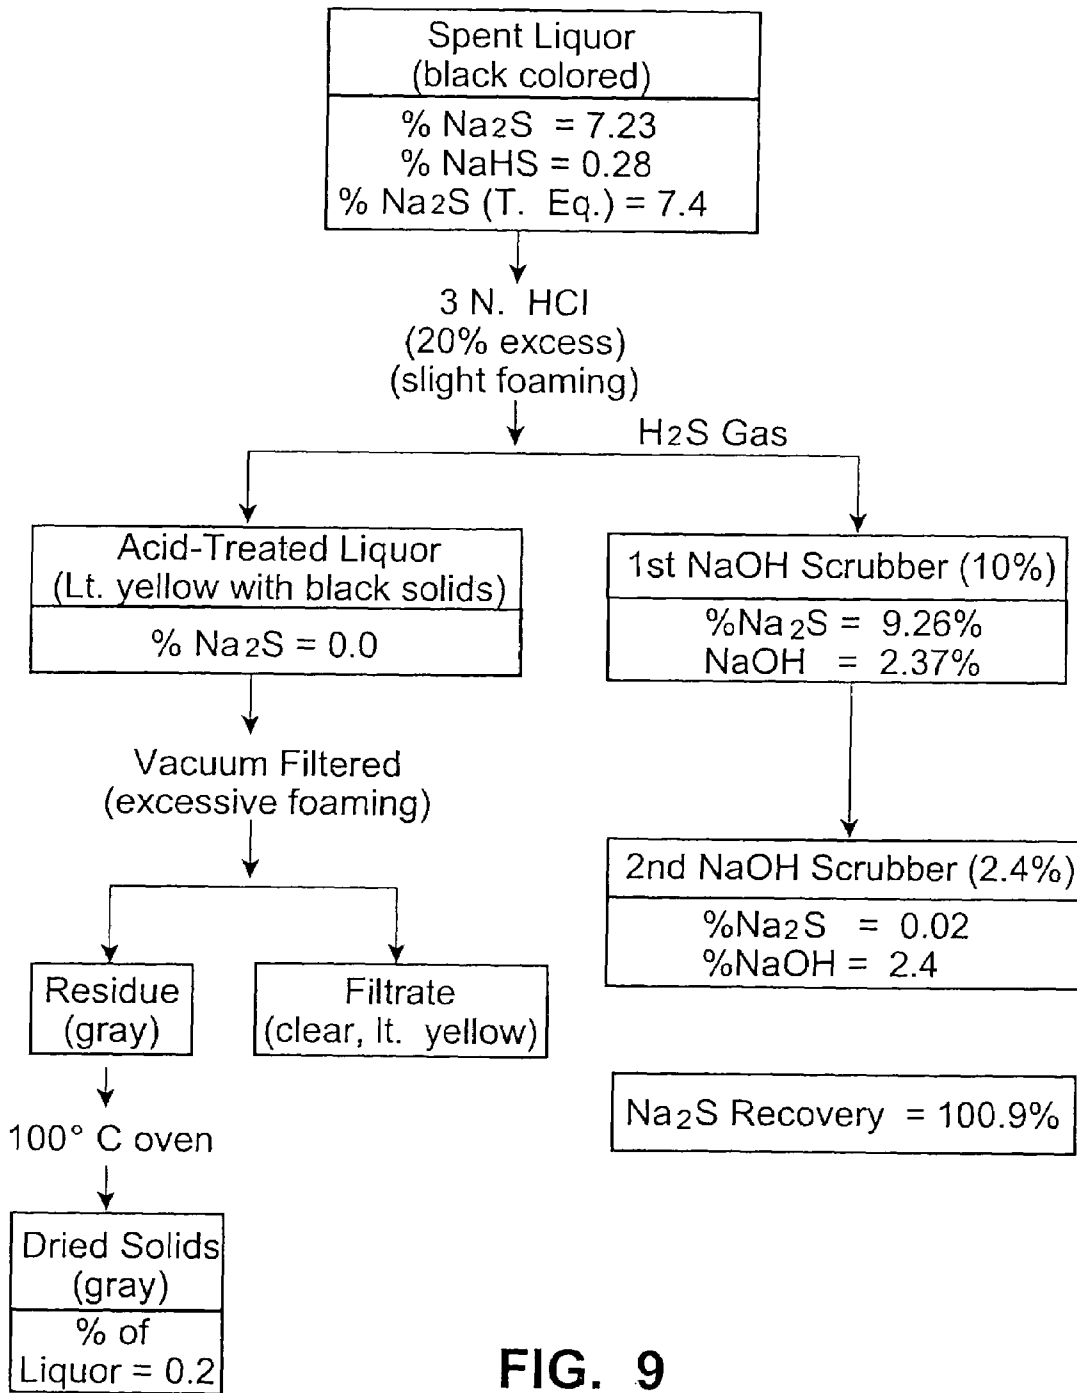 Spent Liquor
(black colored)
% Na2S = 7.23
% NaHS = 0.28
% Na2S (T. Eq.) = 7.4
3 N. HCl
(20% excess)
(slight foaming)
H2S Gas
Acid-Treated Liquor
(Lt. yellow with black solids)
% Na2S = 0.0
1st NaOH Scrubber (10%)
%Na2S = 9.26%
NaOH = 2.37%
Vacuum Filtered
(excessive foaming)
2nd NaOH Scrubber (2.4%)
%Na2S = 0.02
%NaOH = 2.4
Residue
(gray)
Filtrate
(clear, lt. yellow)
Na2S Recovery = 100.9%
100° C oven
Dried Solids
(gray)
% of
Liquor = 0.2
FIG. 9